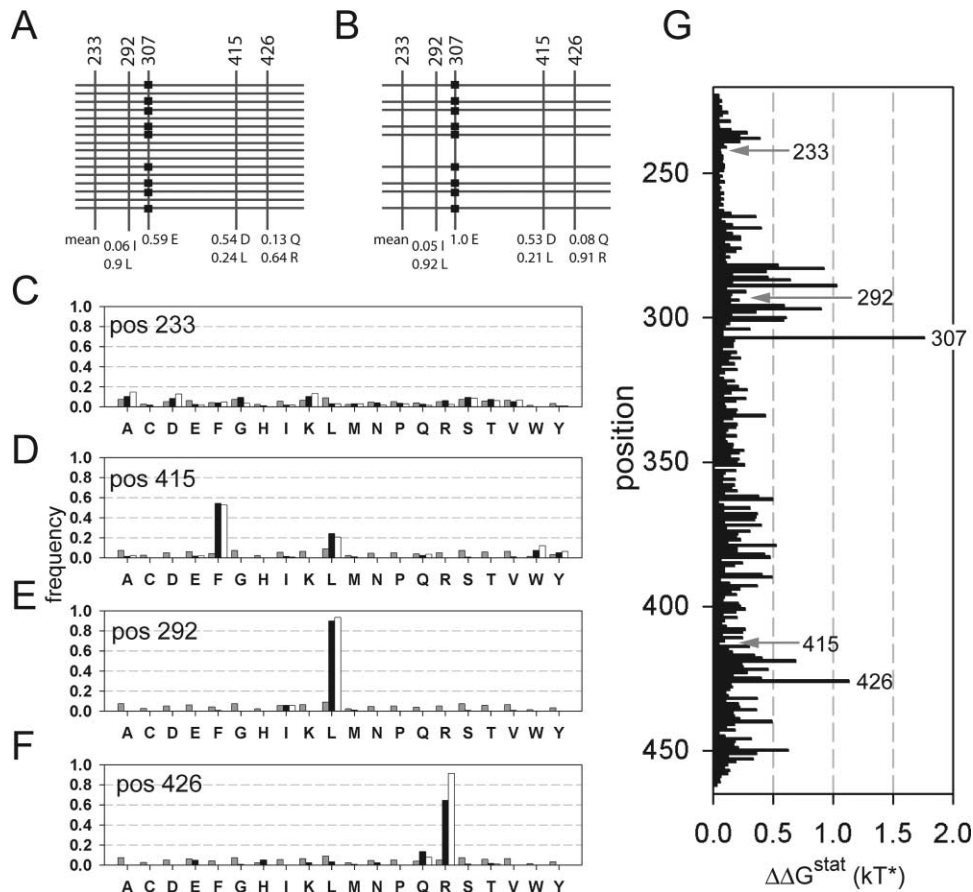 A
233 292 307 415 426
mean 0.06 I 0.59 E 0.54 D 0.13 Q
0.9 L 0.24 L 0.64 R
B
233 292 307 415 426
mean 0.05 I 1.0 E 0.53 D 0.08 Q
0.92 L 0.21 L 0.91 R
C
pos 233
1.0
0.8
0.6
0.4
0.2
0.0
A C D E F G H I K L M N P Q R S T V W Y
D
pos 415
1.0
0.8
0.6
0.4
0.2
0.0
A C D E F G H I K L M N P Q R S T V W Y
frequency
E
pos 292
1.0
0.8
0.6
0.4
0.2
0.0
A C D E F G H I K L M N P Q R S T V W Y
F
pos 426
1.0
0.8
0.6
0.4
0.2
0.0
A C D E F G H I K L M N P Q R S T V W Y
G
position
250
300
350
400
450
233
292
307
415
426
0.0 0.5 1.0 1.5 2.0
ΔΔG^stat (kT*)